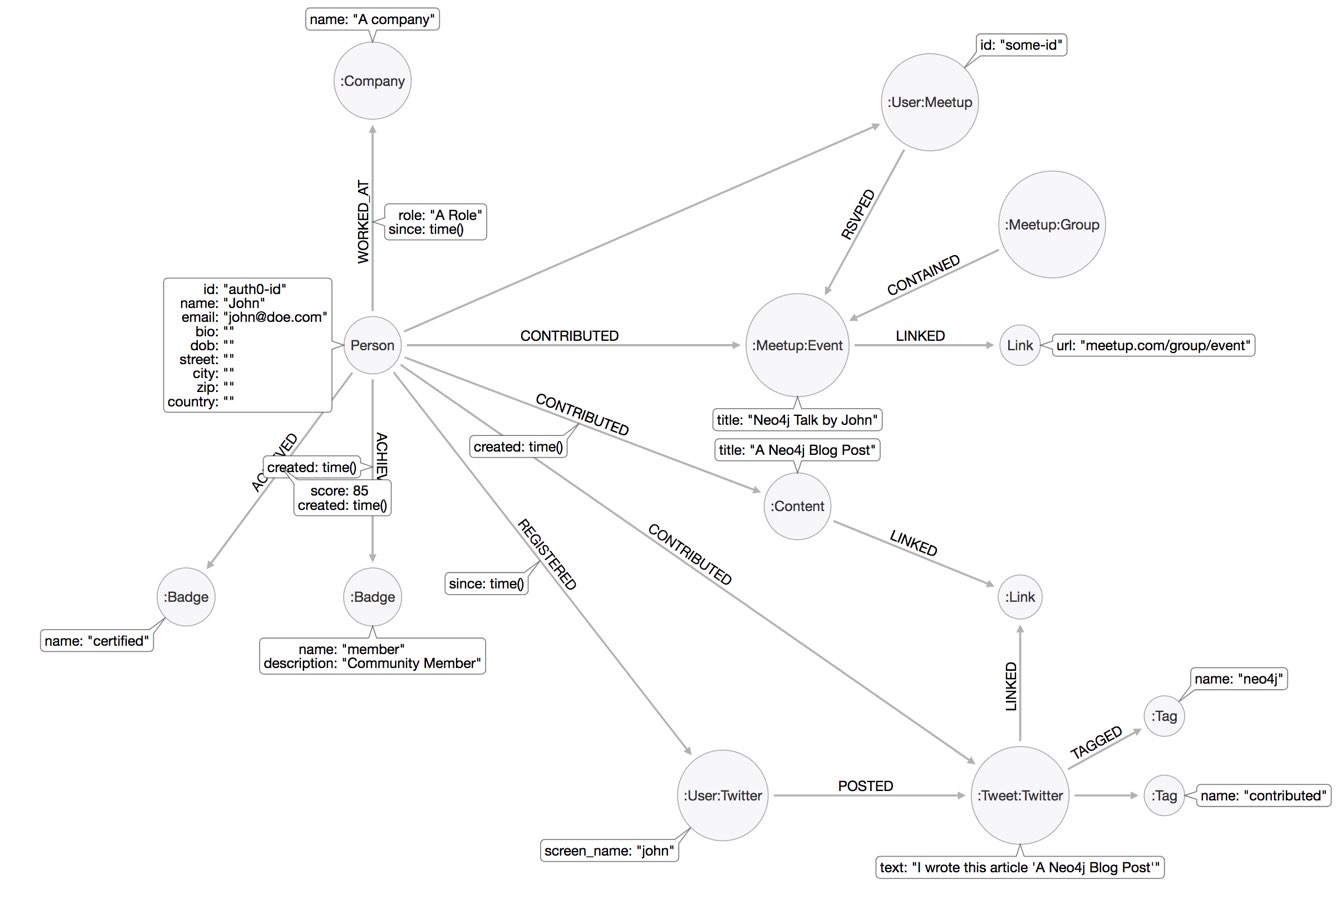 name: "A company"
:Company
id: "some-id"
:User:Meetup
WORKED_AT
role: "A Role"
since: time()
RSVPED
:Meetup:Group
CONTAINED
id: "auth0-id"
name: "John"
email: "john@doe.com"
bio: ""
dob: ""
street: ""
city: ""
zip: ""
country: ""
Person
CONTRIBUTED
:Meetup:Event
LINKED
Link
url: "meetup.com/group/event"
title: "Neo4j Talk by John"
CONTRIBUTED
created: time()
title: "A Neo4j Blog Post"
:Content
LINKED
:Link
created: time()
score: 85
created: time()
:Badge
name: "certified"
:Badge
name: "member"
description: "Community Member"
REGISTERED
since: time()
CONTRIBUTED
LINKED
name: "neo4j"
:Tag
TAGGED
:User:Twitter
screen_name: "john"
POSTED
:Tweet:Twitter
:Tag
name: "contributed"
text: "I wrote this article 'A Neo4j Blog Post'"